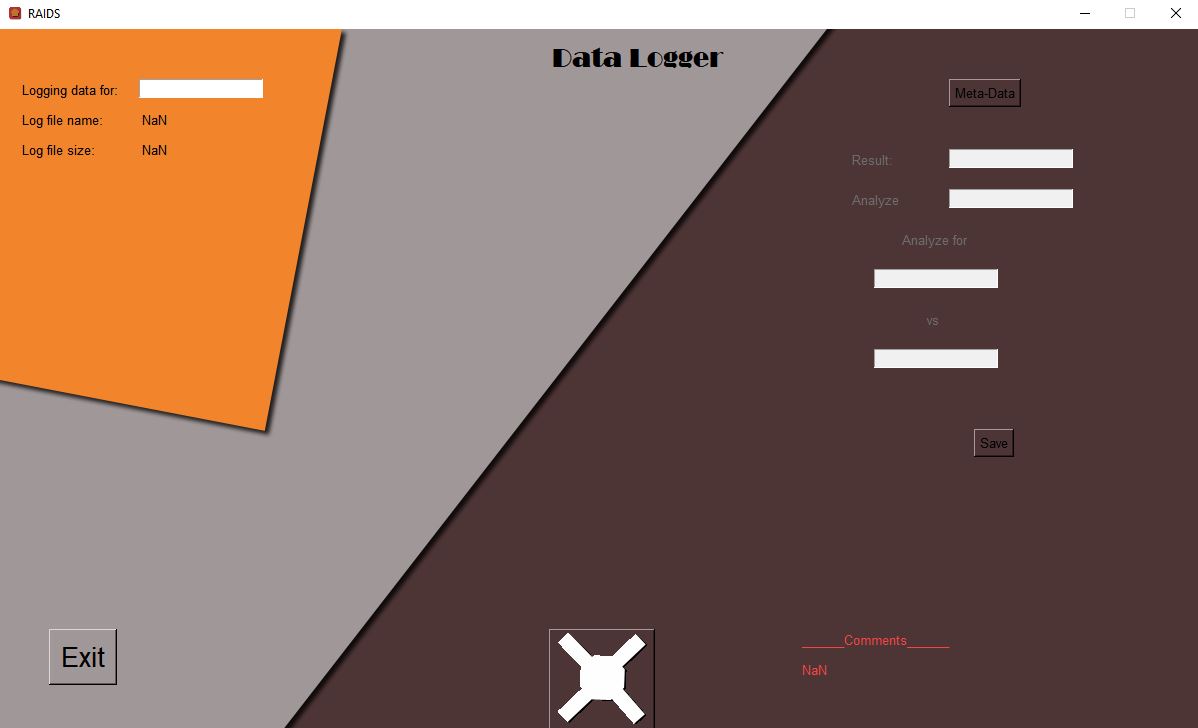 RAIDS
Data Logger
Logging data for:
Log file name: NaN
Log file size: NaN
Meta-Data
Result:
Analyze
Analyze for
vs
Save
Exit
______Comments______
NaN